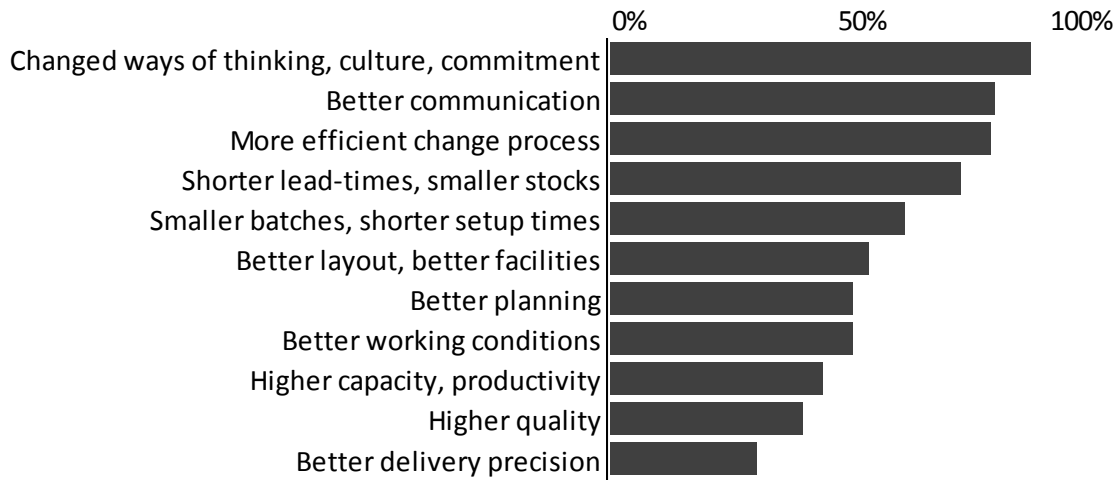 0% 50% 100%
Changed ways of thinking, culture, commitment
Better communication
More efficient change process
Shorter lead-times, smaller stocks
Smaller batches, shorter setup times
Better layout, better facilities
Better planning
Better working conditions
Higher capacity, productivity
Higher quality
Better delivery precision